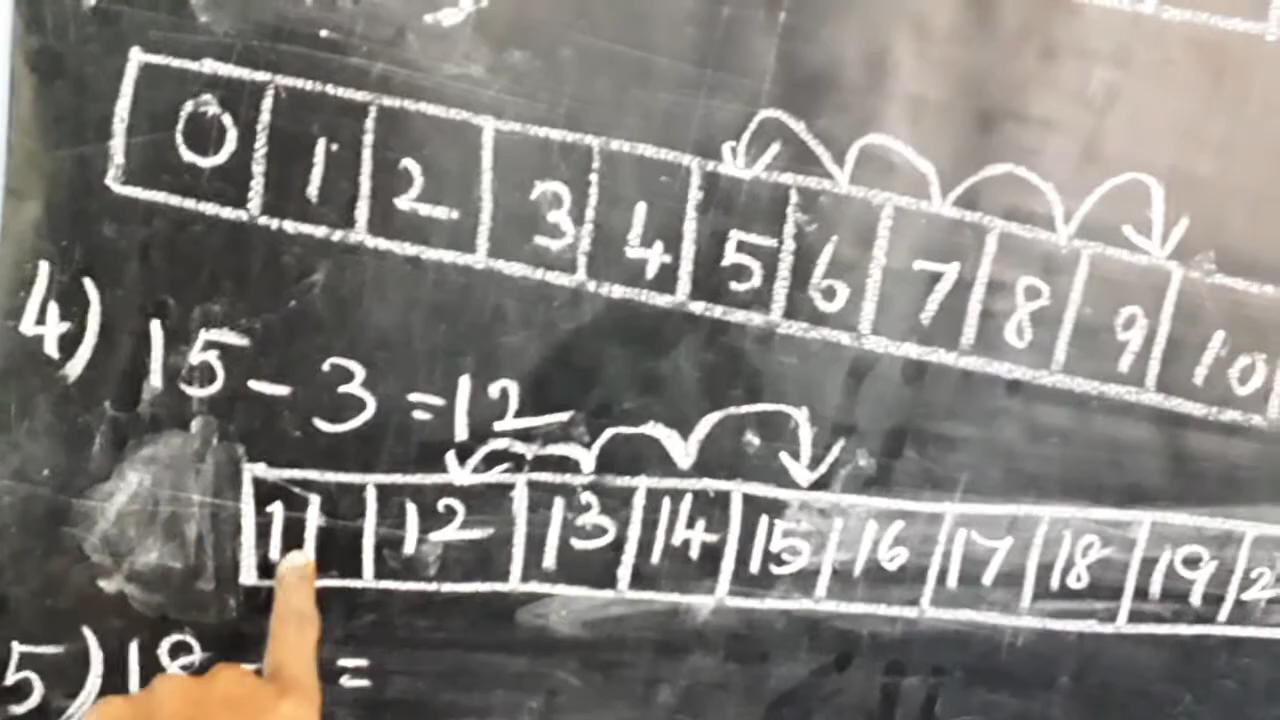 0 1 2 3 4 5 6 7 8 9 10
4) 15 - 3 = 12
11 12 13 14 15 16 17 18 19
5) 18 =